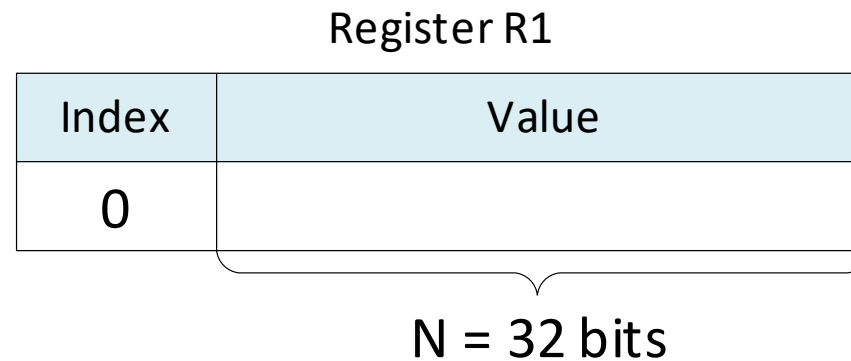 Register R1
Index Value
0
N = 32 bits